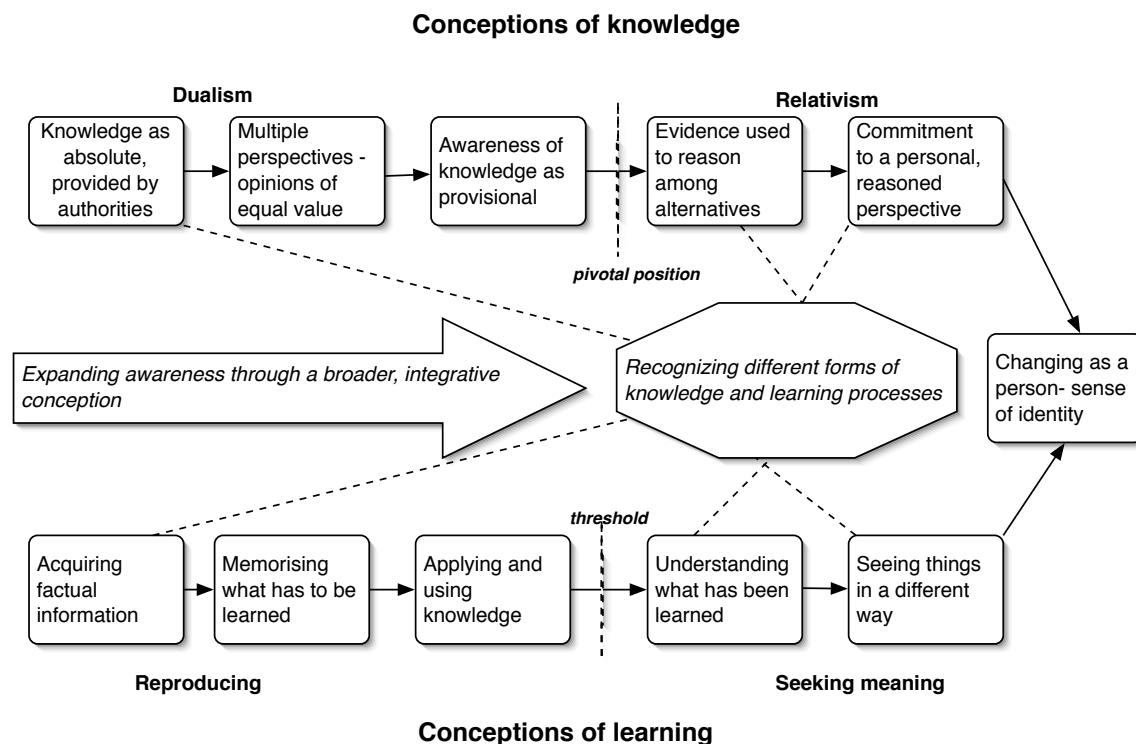 Conceptions of knowledge
Dualism
Relativism
Knowledge as
absolute,
provided by
authorities
Multiple
perspectives -
opinions of
equal value
Awareness of
knowledge as
provisional
Evidence used
to reason
among
alternatives
Commitment
to a personal,
reasoned
perspective
pivotal position
Expanding awareness through a broader, integrative
conception
Recognizing different forms of
knowledge and learning processes
Changing as a
person- sense
of identity
threshold
Acquiring
factual
information
Memorising
what has to be
learned
Applying and
using
knowledge
Understanding
what has been
learned
Seeing things
in a different
way
Reproducing
Seeking meaning
Conceptions of learning